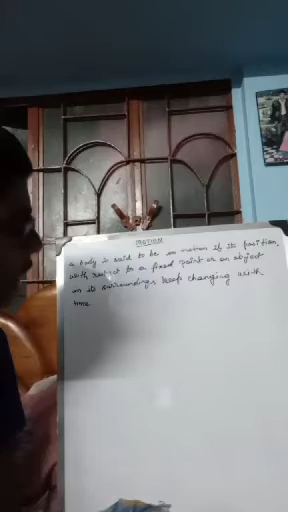 MOTION
a body is said to be in motion if its position,
with respect to a fixed point or an object
in its surroundings keep changing with
time